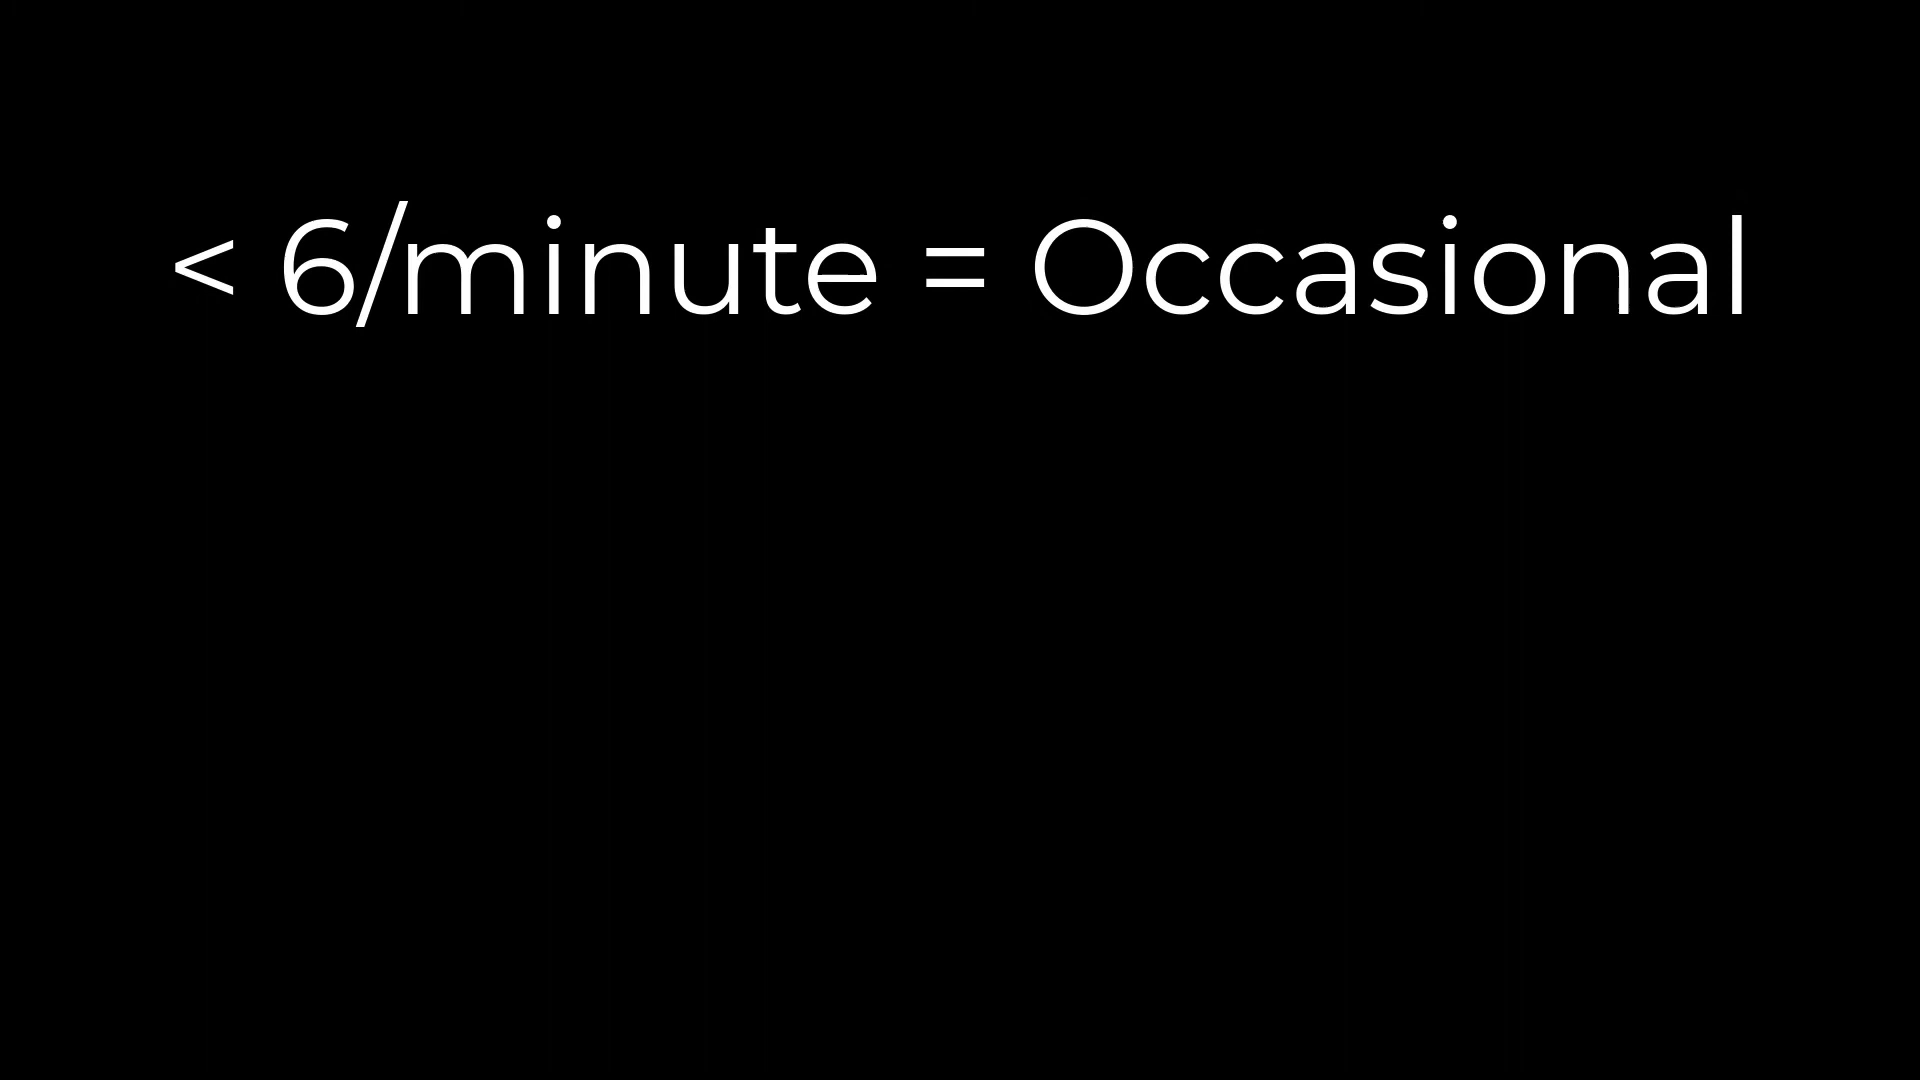 < 6/minute = Occasional